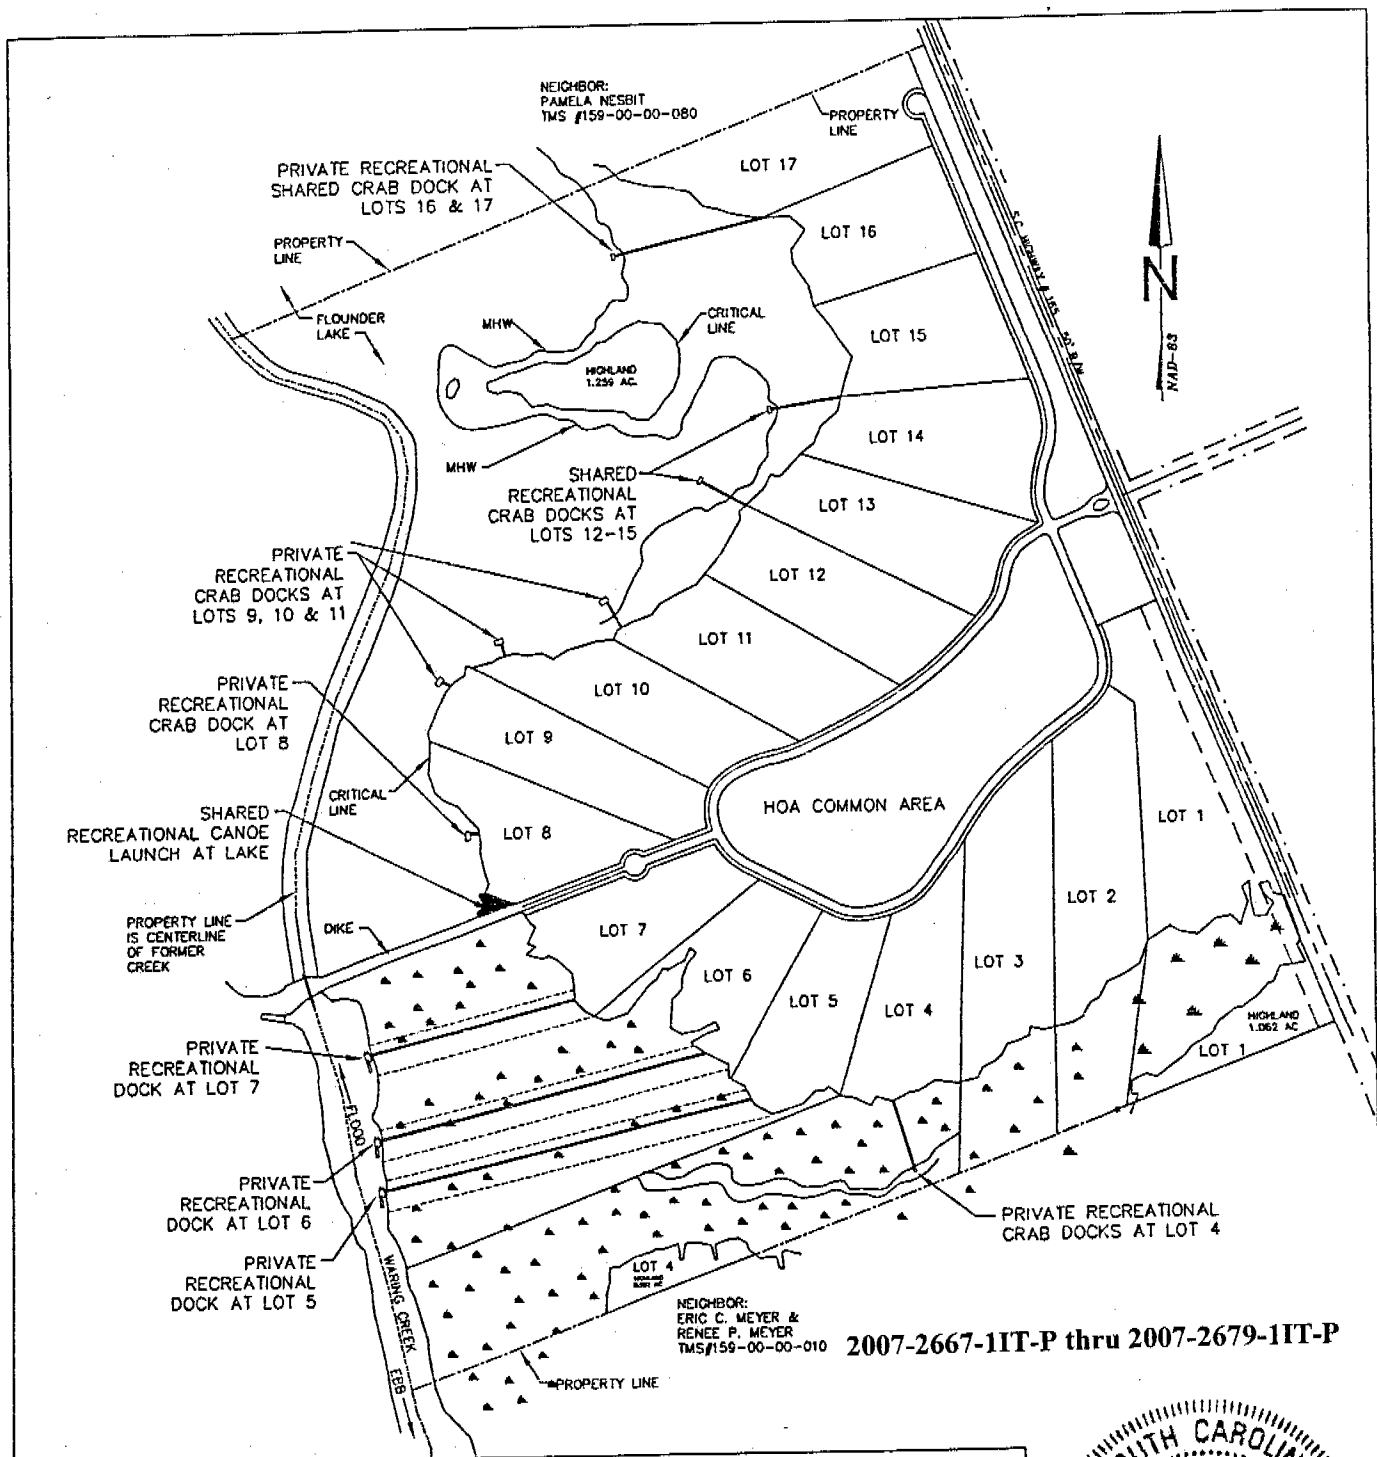 NEIGHBOR:
PAMELA NESBIT
TMS #159-00-00-080
PROPERTY
LINE
PRIVATE RECREATIONAL
SHARED CRAB DOCK AT
LOTS 16 & 17
LOT 17
LOT 16
PROPERTY
LINE
FLOUNDER
LAKE
MHW
CRITICAL
LINE
HIGHLAND
1.259 AC.
LOT 15
S.C. HIGHWAY # 165 50' R/W
N
NAD-83
LOT 14
MHW
SHARED
RECREATIONAL
CRAB DOCKS AT
LOTS 12-15
LOT 13
PRIVATE
RECREATIONAL
CRAB DOCKS AT
LOTS 9, 10 & 11
LOT 12
LOT 11
LOT 10
PRIVATE
RECREATIONAL
CRAB DOCK AT
LOT 8
LOT 9
CRITICAL
LINE
SHARED
RECREATIONAL CANOE
LAUNCH AT LAKE
LOT 8
HOA COMMON AREA
LOT 1
LOT 2
PROPERTY LINE
IS CENTERLINE
OF FORMER
CREEK
DIKE
LOT 7
LOT 6
LOT 5
LOT 4
LOT 3
HIGHLAND
1.062 AC
LOT 1
PRIVATE
RECREATIONAL
DOCK AT LOT 7
FLOOD
PRIVATE
RECREATIONAL
DOCK AT LOT 6
PRIVATE RECREATIONAL
CRAB DOCKS AT LOT 4
PRIVATE
RECREATIONAL
DOCK AT LOT 5
WARING CREEK
EBB
LOT 4
HIGHLAND
NEIGHBOR:
ERIC C. MEYER &
RENEE P. MEYER
TMS#159-00-00-010
2007-2667-1IT-P thru 2007-2679-1IT-P
PROPERTY LINE
SOUTH CAROLINA